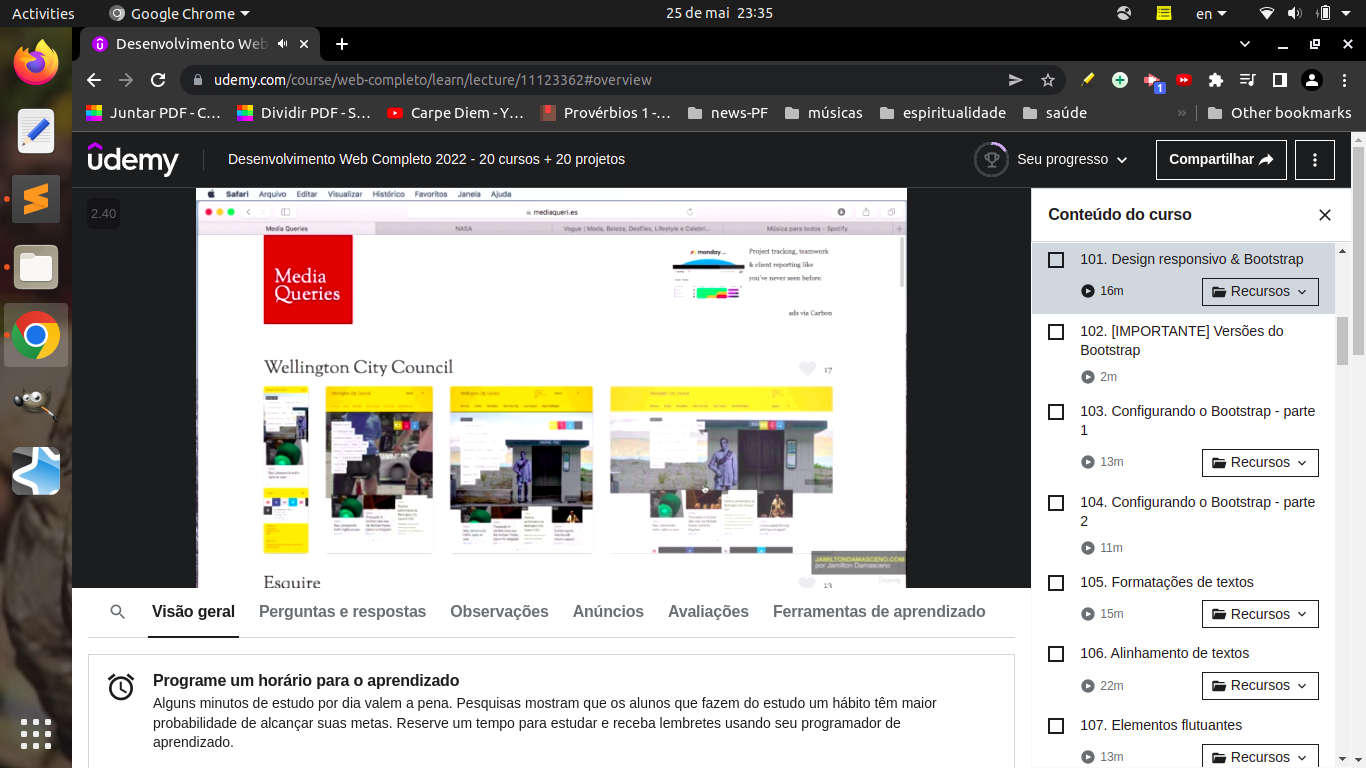 Activities
Google Chrome
25 de mai 23:35
en
Desenvolvimento Web
udemy.com/course/web-completo/learn/lecture/11123362#overview
1
Juntar PDF - C…
Dividir PDF - S…
Carpe Diem - Y…
Provérbios 1 -…
news-PF
músicas
espiritualidade
saúde
»
Other bookmarks
udemy
Desenvolvimento Web Completo 2022 - 20 cursos + 20 projetos
Seu progresso
Compartilhar
2.40
Safari Arquivo Editar Visualizar Histórico Favoritos Janela Ajuda
mediaqueri.es
Media Queries
NASA
Vogue | Moda, Beleza, Desfiles, Lifestyle e Celebri...
Música para todos - Spotify
Media
Queries
monday
Project tracking, teamwork
& client reporting like
you've never seen before.
ads via Carbon
Wellington City Council
17
Esquire
13
JAMILTONDAMASCENO.COM
por Jamilton Damasceno
Visão geral
Perguntas e respostas
Observações
Anúncios
Avaliações
Ferramentas de aprendizado
Programe um horário para o aprendizado
Alguns minutos de estudo por dia valem a pena. Pesquisas mostram que os alunos que fazem do estudo um hábito têm maior
probabilidade de alcançar suas metas. Reserve um tempo para estudar e receba lembretes usando seu programador de
aprendizado.
Conteúdo do curso
101. Design responsivo & Bootstrap
16m
Recursos
102. [IMPORTANTE] Versões do
Bootstrap
2m
103. Configurando o Bootstrap - parte
1
13m
Recursos
104. Configurando o Bootstrap - parte
2
11m
105. Formatações de textos
15m
Recursos
106. Alinhamento de textos
22m
Recursos
107. Elementos flutuantes
13m
Recursos